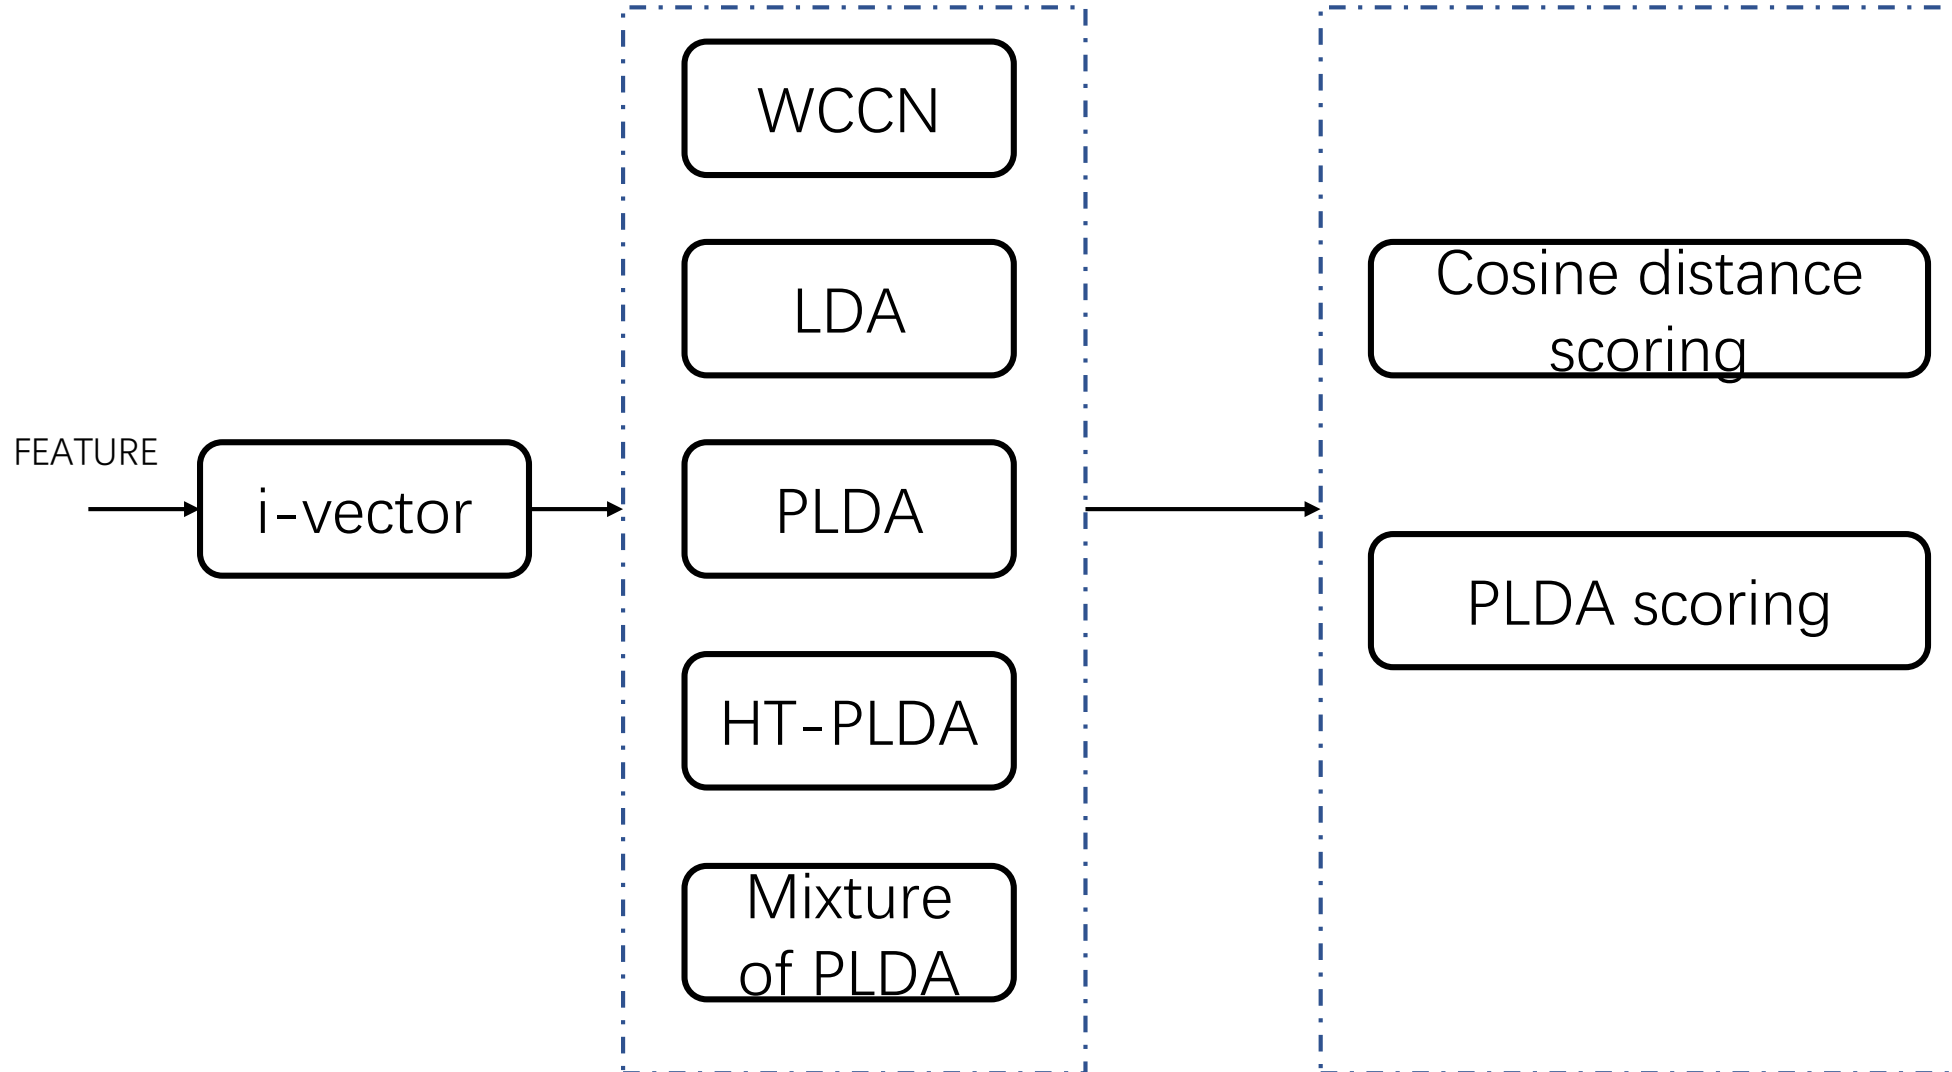 FEATURE
i-vector
WCCN
LDA
PLDA
HT-PLDA
Mixture
of PLDA
Cosine distance
scoring
PLDA scoring